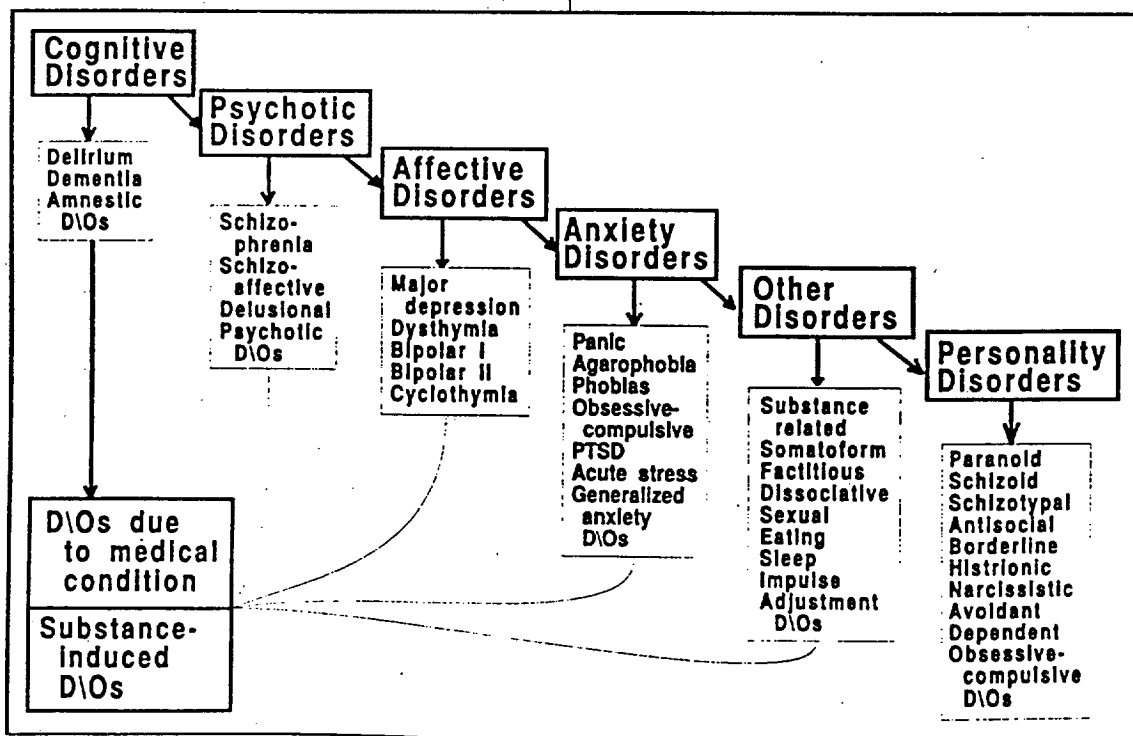 Cognitive
Disorders
Delirium
Dementia
Amnestic
D\Os
Psychotic
Disorders
Schizo-
phrenia
Schizo-
affective
Delusional
Psychotic
D\Os
Affective
Disorders
Major
depression
Dysthymia
Bipolar I
Bipolar II
Cyclothymia
Anxiety
Disorders
Panic
Agarophobia
Phobias
Obsessive-
compulsive
PTSD
Acute stress
Generalized
anxiety
D\Os
Other
Disorders
Substance
related
Somatoform
Factitious
Dissociative
Sexual
Eating
Sleep
Impulse
Adjustment
D\Os
Personality
Disorders
Paranoid
Schizoid
Schizotypal
Antisocial
Borderline
Histrionic
Narcissistic
Avoidant
Dependent
Obsessive-
compulsive
D\Os
D\Os due
to medical
condition
Substance-
induced
D\Os